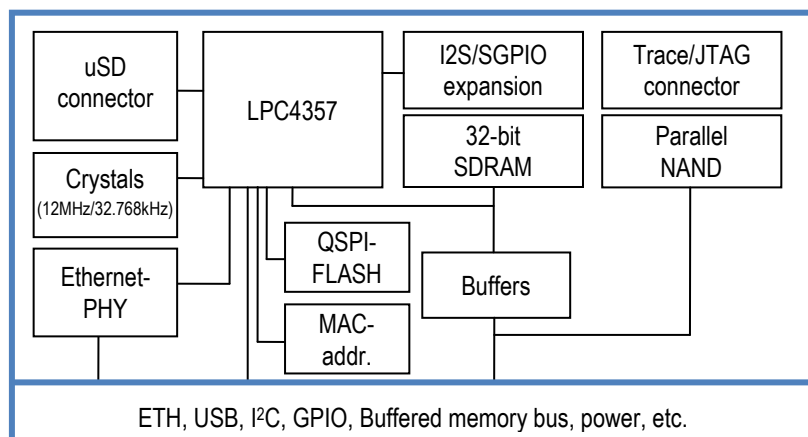 uSD
connector
LPC4357
I2S/SGPIO
expansion
Trace/JTAG
connector
32-bit
SDRAM
Parallel
NAND
Crystals
(12MHz/32.768kHz)
QSPI-
FLASH
Buffers
Ethernet-
PHY
MAC-
addr.
ETH, USB, I²C, GPIO, Buffered memory bus, power, etc.